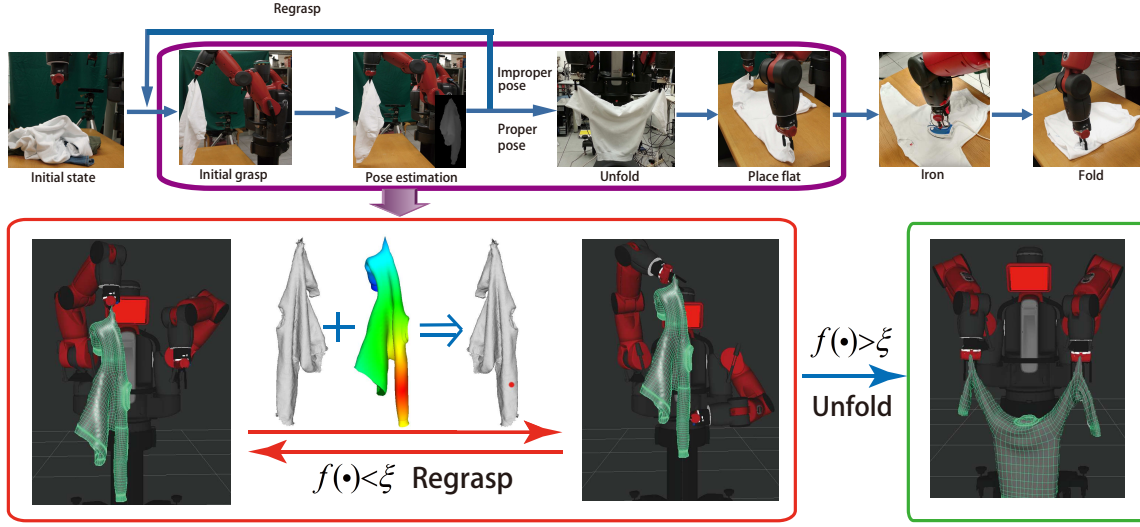 Regrasp
Improper
pose
Proper
pose
Initial state
Initial grasp
Pose estimation
Unfold
Place flat
Iron
Fold
f(•)<ξ Regrasp
f(•)>ξ
Unfold